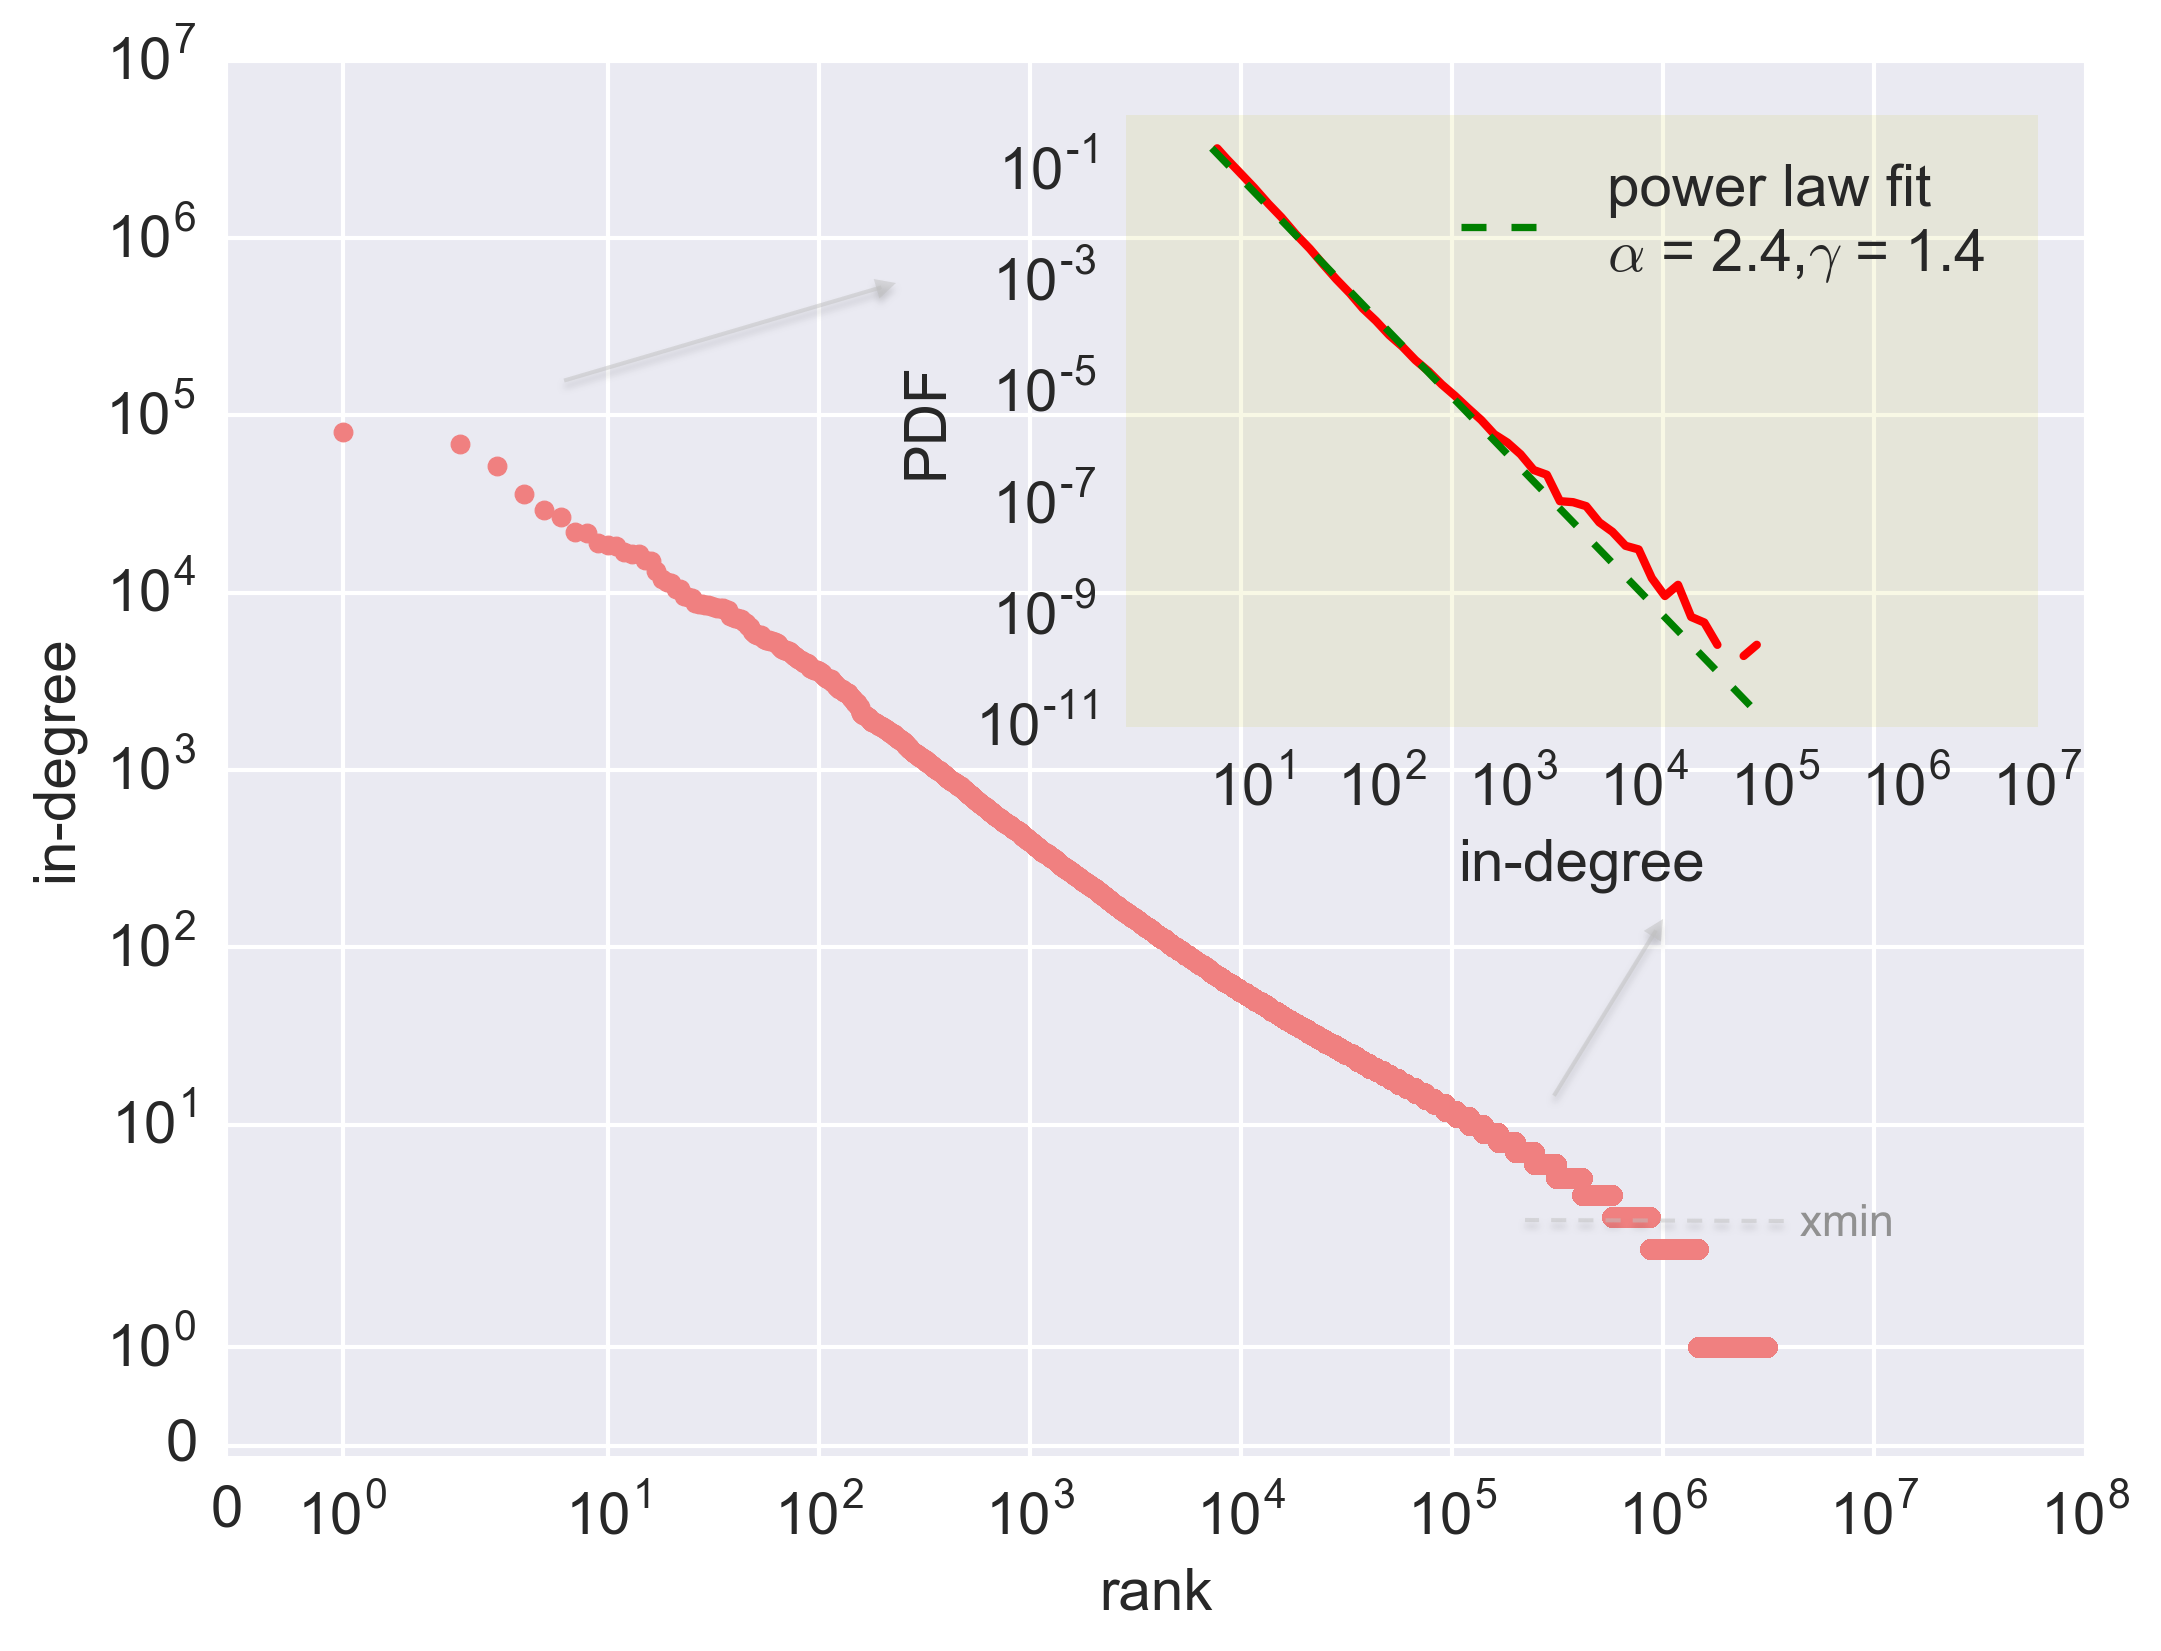 10^7
10^6
10^5
10^4
10^3
10^2
10^1
10^0
0
in-degree
0 10^0 10^1 10^2 10^3 10^4 10^5 10^6 10^7 10^8
rank
10^-1
10^-3
10^-5
10^-7
10^-9
10^-11
PDF
power law fit
α = 2.4,γ = 1.4
10^1 10^2 10^3 10^4 10^5 10^6 10^7
in-degree
xmin